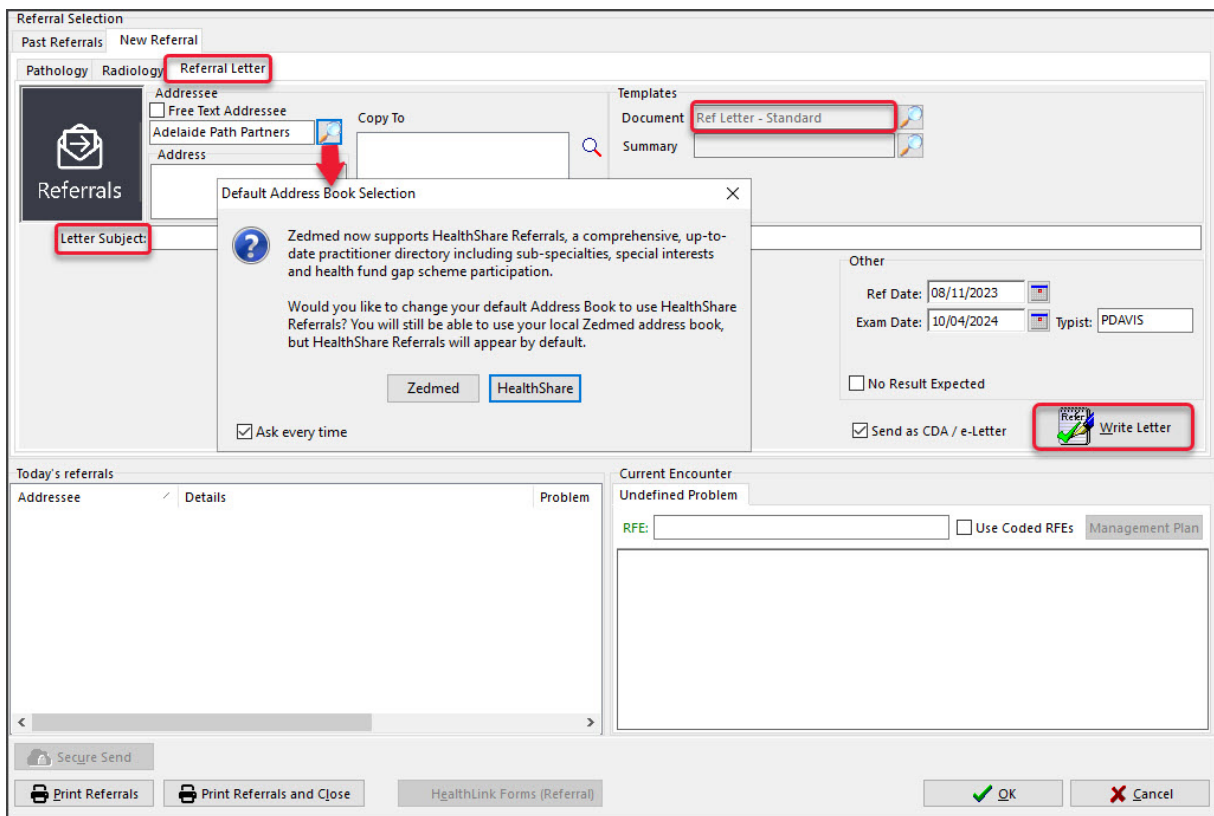 Referral Selection
Past Referrals New Referral
Pathology Radiology Referral Letter
Addressee
Free Text Addressee
Adelaide Path Partners
Address
Copy To
Templates
Document Ref Letter - Standard
Summary
Referrals
Letter Subject:
Default Address Book Selection
Zedmed now supports HealthShare Referrals, a comprehensive, up-to-
date practitioner directory including sub-specialties, special interests
and health fund gap scheme participation.
Would you like to change your default Address Book to use HealthShare
Referrals? You will still be able to use your local Zedmed address book,
but HealthShare Referrals will appear by default.
Zedmed HealthShare
Ask every time
Other
Ref Date: 08/11/2023
Exam Date: 10/04/2024 Typist: PDAVIS
No Result Expected
Send as CDA / e-Letter
Refer
Write Letter
Today's referrals
Addressee Details Problem
Current Encounter
Undefined Problem
RFE: Use Coded RFEs Management Plan
Secure Send
Print Referrals Print Referrals and Close HealthLink Forms (Referral) OK Cancel